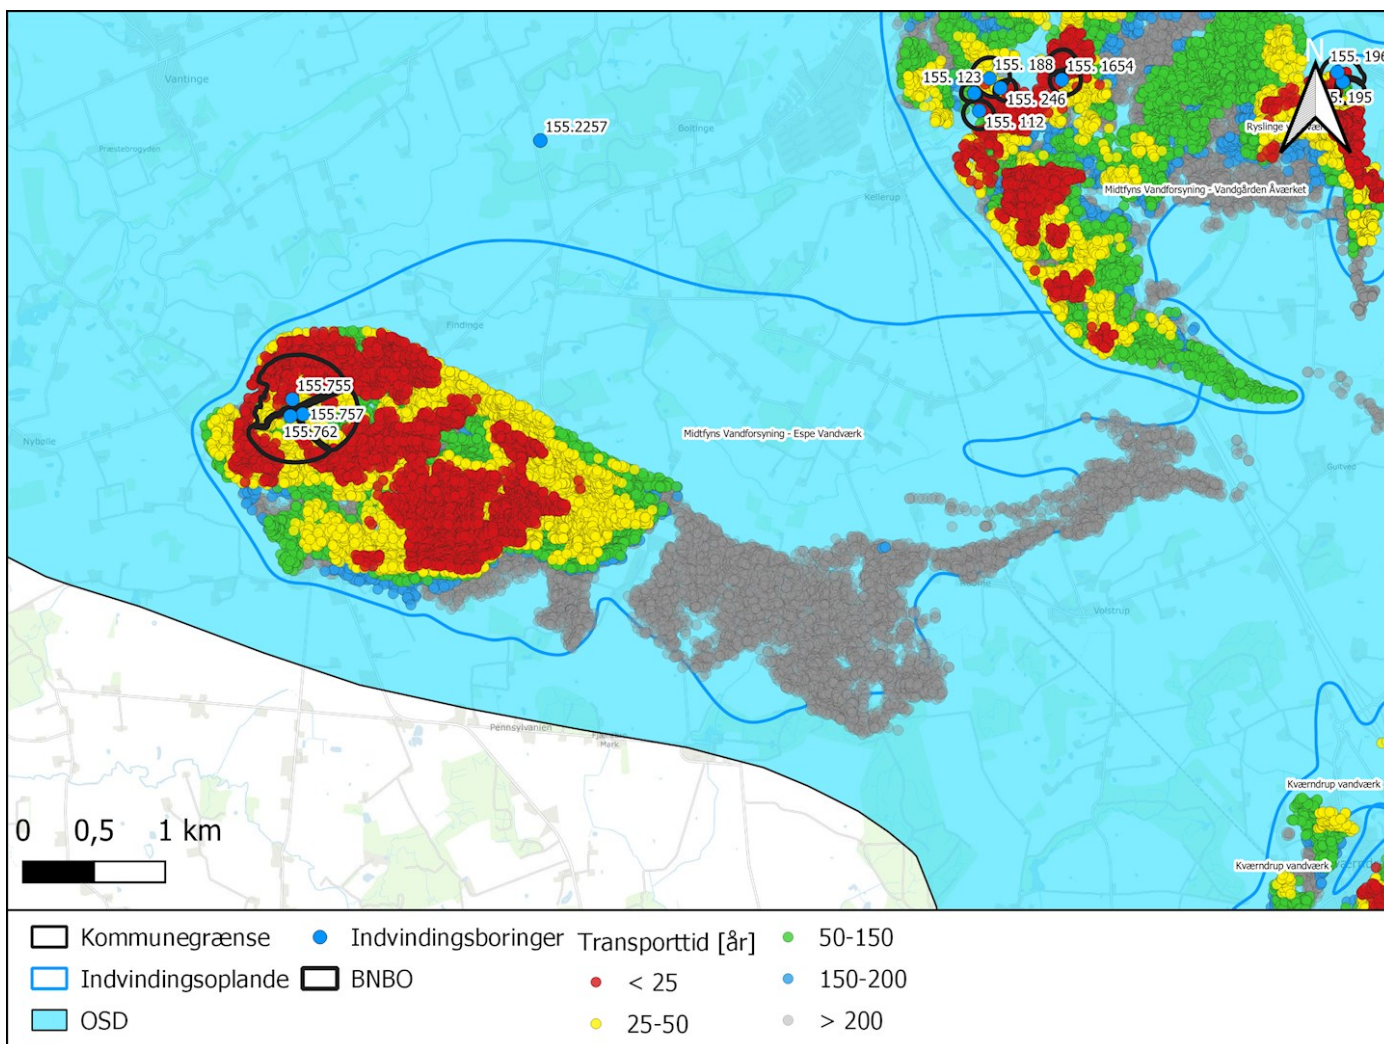 N
155. 196
155. 188
155. 1654
155. 123
155. 246
5. 195
155. 112
Vantinge
155.2257
Boltinge
Ryslinge v
Præstebrogyden
Midtfyns Vandforsyning - Vandgården Åværket
Kellerup
Findinge
155.755
155.757
155.762
Midtfyns Vandforsyning - Espe Vandværk
Nybølle
Gultved
Volstrup
Pennsylvanien
Mark
Kværndrup vandværk
Kværndrup vandværk
0 0,5 1 km
Kommunegrænse
Indvindingsoplande
OSD
Indvindingsboringer
BNBO
Transporttid [år]
< 25
25-50
50-150
150-200
> 200